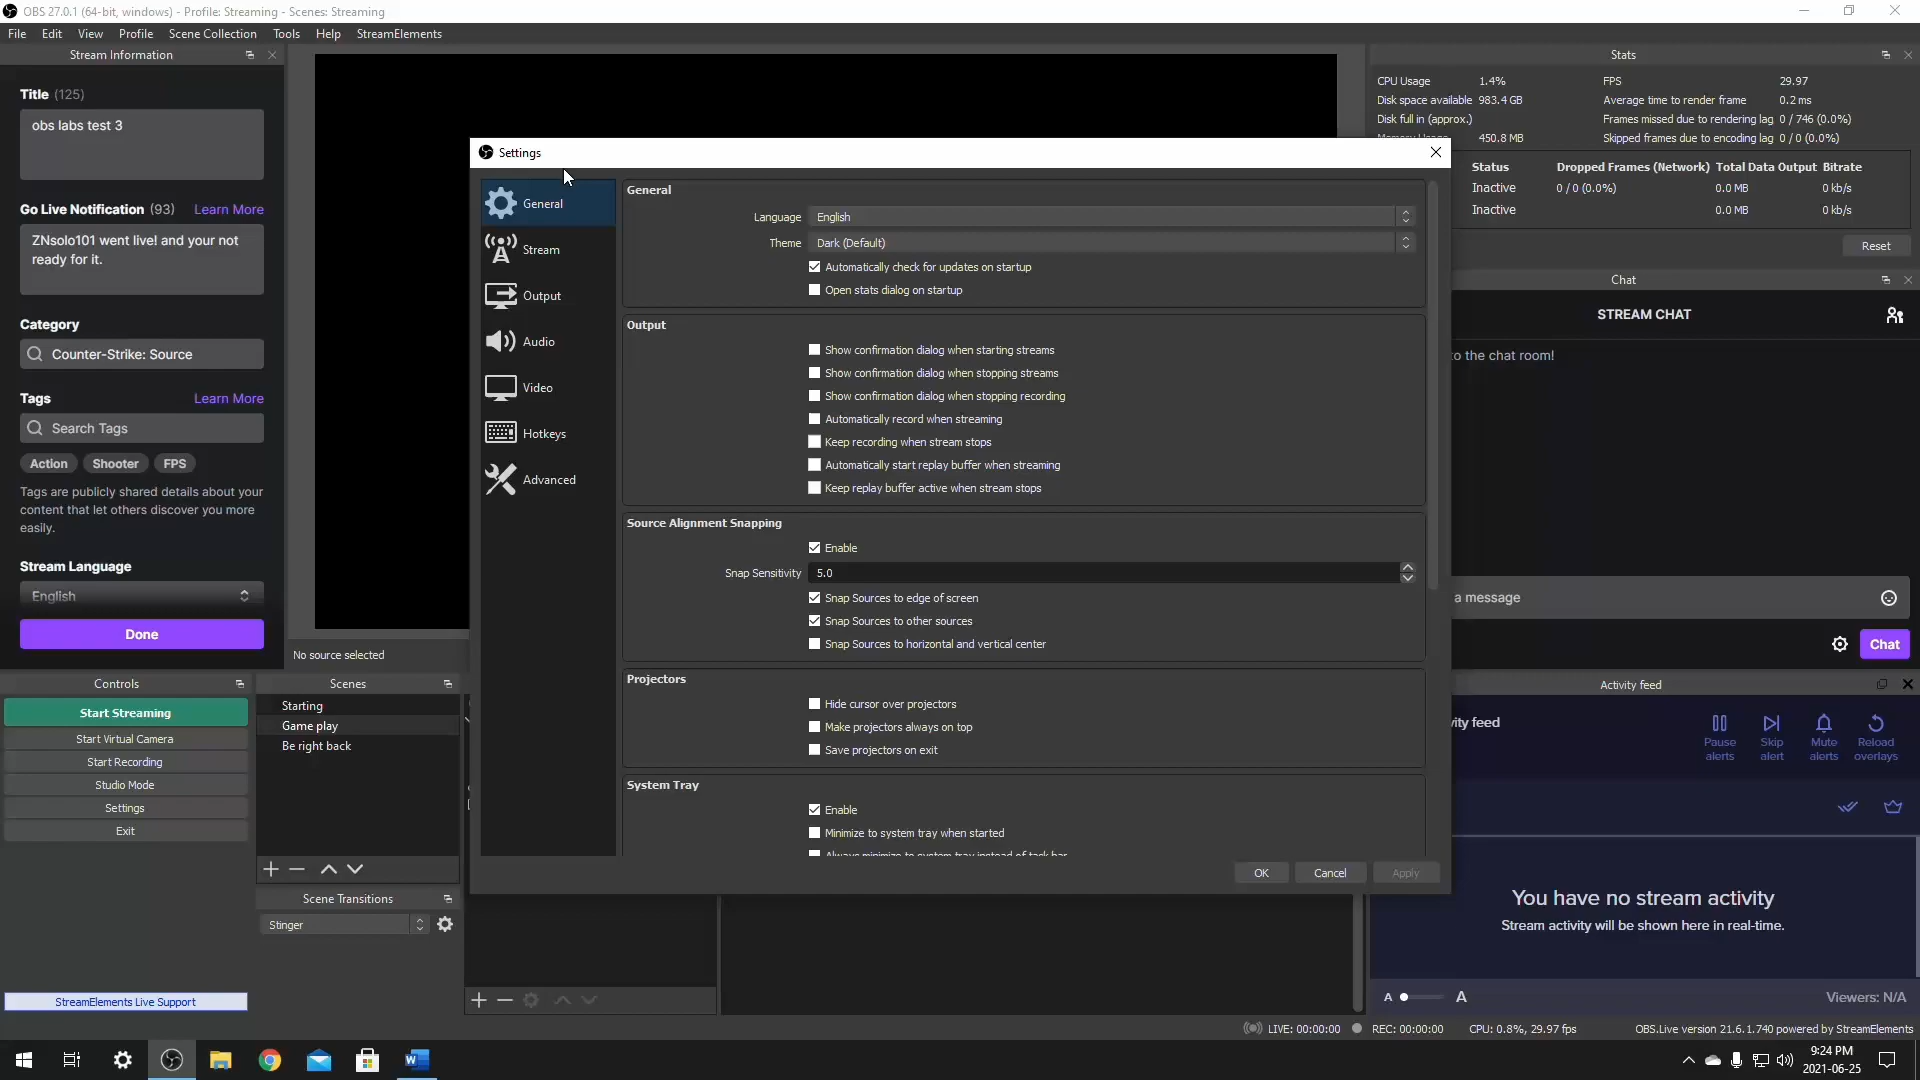 OBS 27.0.1 (64-bit, windows) - Profile: Streaming - Scenes: Streaming
File Edit View Profile Scene Collection Tools Help StreamElements
Stream Information
Title (125)
obs labs test 3
Go Live Notification (93) Learn More
ZNsolo101 went live! and your not
ready for it.
Category
Counter-Strike: Source
Tags Learn More
Search Tags
Action Shooter FPS
Tags are publicly shared details about your
content that let others discover you more
easily.
Stream Language
English
Done
No source selected
Settings
General
Stream
Output
Audio
Video
Hotkeys
Advanced
General
Language English
Theme Dark (Default)
Automatically check for updates on startup
Open stats dialog on startup
Output
Show confirmation dialog when starting streams
Show confirmation dialog when stopping streams
Show confirmation dialog when stopping recording
Automatically record when streaming
Keep recording when stream stops
Automatically start replay buffer when streaming
Keep replay buffer active when stream stops
Source Alignment Snapping
Enable
Snap Sensitivity 5.0
Snap Sources to edge of screen
Snap Sources to other sources
Snap Sources to horizontal and vertical center
Projectors
Hide cursor over projectors
Make projectors always on top
Save projectors on exit
System Tray
Enable
Minimize to system tray when started
Always minimize to system tray instead of task bar
OK Cancel Apply
Stats
CPU Usage 1.4% FPS 29.97
Disk space available 983.4 GB Average time to render frame 0.2 ms
Disk full in (approx.) Frames missed due to rendering lag 0 / 746 (0.0%)
Memory Usage 450.8 MB Skipped frames due to encoding lag 0 / 0 (0.0%)
Status Dropped Frames (Network) Total Data Output Bitrate
Inactive 0 / 0 (0.0%) 0.0 MB 0 kb/s
Inactive 0.0 MB 0 kb/s
Reset
Chat
STREAM CHAT
to the chat room!
a message
Chat
Controls
Start Streaming
Start Virtual Camera
Start Recording
Studio Mode
Settings
Exit
StreamElements Live Support
Scenes
Starting
Game play
Be right back
Scene Transitions
Stinger
Activity feed
ity feed
Pause alerts
Skip alert
Mute alerts
Reload overlays
You have no stream activity
Stream activity will be shown here in real-time.
A A Viewers: N/A
LIVE: 00:00:00 REC: 00:00:00 CPU: 0.8%, 29.97 fps OBS.Live version 21.6.1.740 powered by StreamElements
9:24 PM
2021-06-25